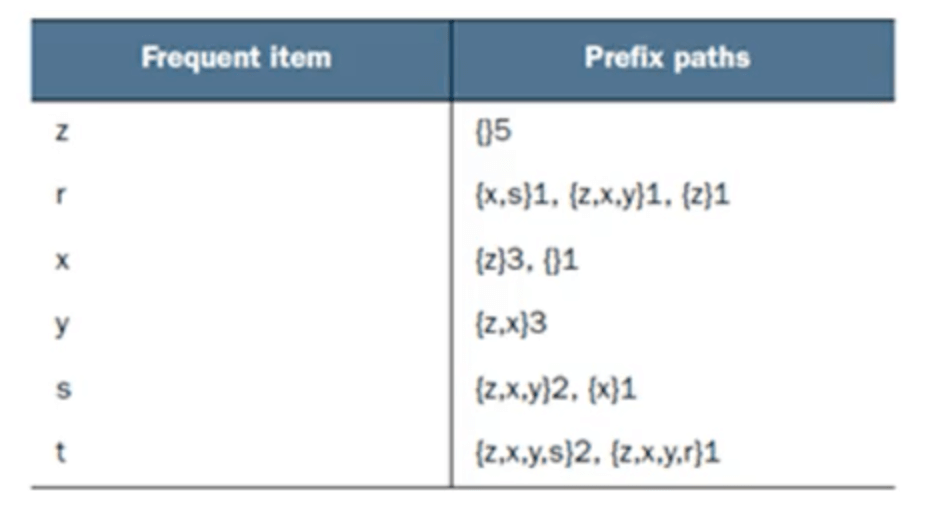 Frequent item Prefix paths
z {}5
r {x,s}1, {z,x,y}1, {z}1
x {z}3, {}1
y {z,x}3
s {z,x,y}2, {x}1
t {z,x,y,s}2, {z,x,y,r}1